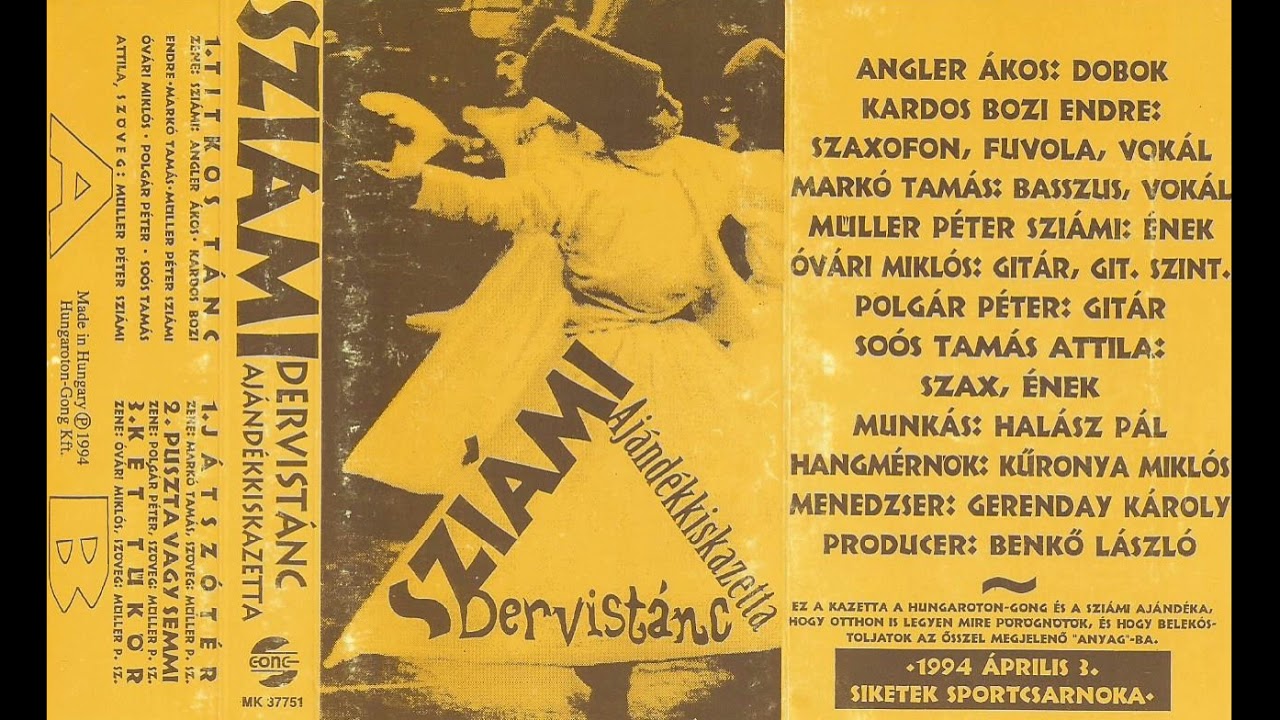 A
1. TITKOS TÁNC
ZENE: SZIÁMI: ANGLER ÁKOS • KARDOS BOZI
ENDRE • MARKÓ TAMÁS • MÜLLER PÉTER SZIÁMI
ÓVÁRI MIKLÓS • POLGÁR PÉTER • SOÓS TAMÁS
ATTILA, SZÖVEG: MÜLLER PÉTER SZIÁMI
Made in Hungary Ⓟ 1994
Hungaroton-Gong Kft.
B
1. JÁTSZÓTÉR
ZENE: MARKÓ TAMÁS, SZÖVEG: MÜLLER P. SZ.
2. PUSZTA VAGY SEMMI
ZENE: POLGÁR PÉTER, SZÖVEG: MÜLLER P. SZ.
3. KET TÜKÖR
ZENE: ÓVÁRI MIKLÓS, SZÖVEG: MÜLLER P. SZ.
SZIÁMI
DERVISTÁNC
AJÁNDÉKKISKAZETTA
GONG
MK 37751
SZIÁMI
Ajándékkiskazetta
Dervistánc
ANGLER ÁKOS: DOBOK
KARDOS BOZI ENDRE:
SZAXOFON, FUVOLA, VOKÁL
MARKÓ TAMÁS: BASSZUS, VOKÁL
MÜLLER PÉTER SZIÁMI: ÉNEK
ÓVÁRI MIKLÓS: GITÁR, GIT. SZINT.
POLGÁR PÉTER: GITÁR
SOÓS TAMÁS ATTILA:
SZAX, ÉNEK
MUNKÁS: HALÁSZ PÁL
HANGMÉRNÖK: KŰRONYA MIKLÓS
MENEDZSER: GERENDAY KÁROLY
PRODUCER: BENKŐ LÁSZLÓ
~
EZ A KAZETTA A HUNGAROTON-GONG ÉS A SZIÁMI AJÁNDÉKA,
HOGY OTTHON IS LEGYEN MIRE PÖRÖGNÖTÖK, ÉS HOGY BELEKÓS-
TOLJATOK AZ ŐSSZEL MEGJELENŐ "ANYAG"-BA.
•1994 ÁPRILIS 3.
SIKETEK SPORTCSARNOKA•